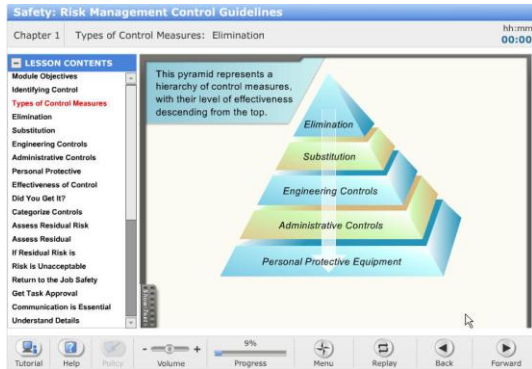 Safety: Risk Management Control Guidelines
Chapter 1 Types of Control Measures: Elimination
hh:mm
00:00
LESSON CONTENTS
Module Objectives
Identifying Control
Types of Control Measures
Elimination
Substitution
Engineering Controls
Administrative Controls
Personal Protective
Effectiveness of Control
Did You Get It?
Categorize Controls
Assess Residual Risk
Assess Residual
If Residual Risk is
Risk is Unacceptable
Return to the Job Safety
Get Task Approval
Communication is Essential
Understand Details
This pyramid represents a
hierarchy of control measures,
with their level of effectiveness
descending from the top.
Elimination
Substitution
Engineering Controls
Administrative Controls
Personal Protective Equipment
Show Text
9%
Tutorial Help Policy - + Volume Progress Menu Replay Back Forward